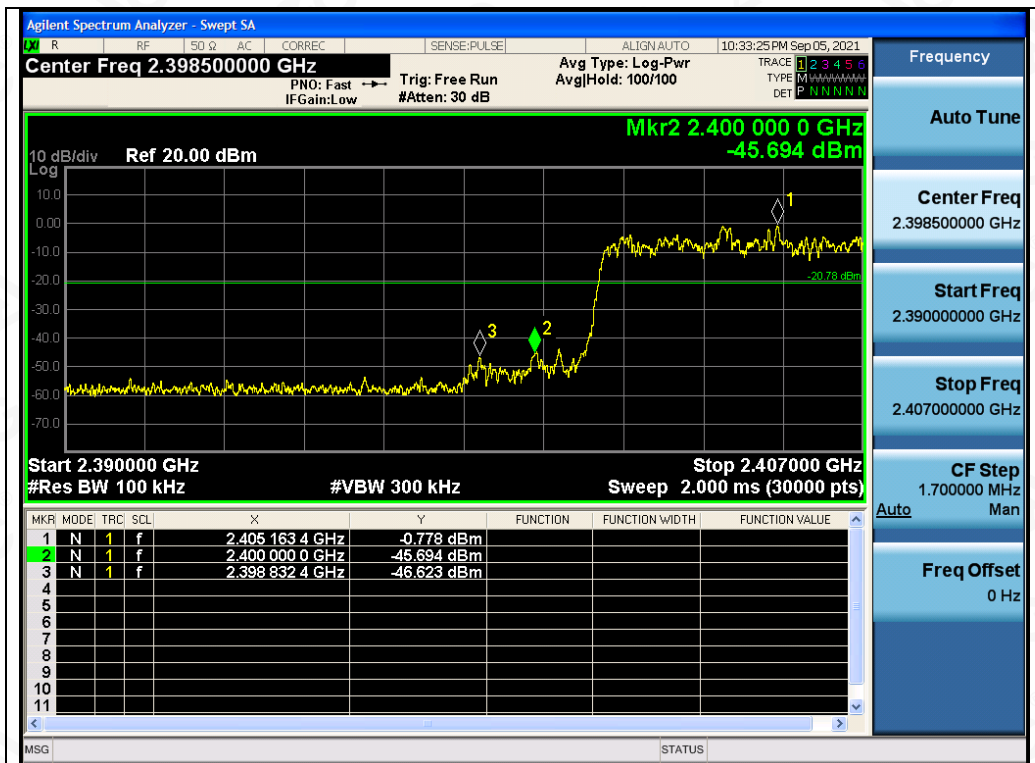 Agilent Spectrum Analyzer - Swept SA
LXI R RF 50 Ω AC CORREC SENSE:PULSE ALIGN AUTO 10:33:25 PM Sep 05, 2021
Center Freq 2.398500000 GHz
PNO: Fast
IFGain:Low
Trig: Free Run
#Atten: 30 dB
Avg Type: Log-Pwr
Avg|Hold: 100/100
TRACE 1 2 3 4 5 6
TYPE M WWWWW
DET P N N N N N
Mkr2 2.400 000 0 GHz
-45.694 dBm
10 dB/div Ref 20.00 dBm
Log
10.0
0.00
-10.0
-20.0
-30.0
-40.0
-50.0
-60.0
-70.0
1
-20.78 dBm
3
2
Start 2.390000 GHz Stop 2.407000 GHz
#Res BW 100 kHz #VBW 300 kHz Sweep 2.000 ms (30000 pts)
MKR MODE TRC SCL X Y FUNCTION FUNCTION WIDTH FUNCTION VALUE
1 N 1 f 2.405 163 4 GHz -0.778 dBm
2 N 1 f 2.400 000 0 GHz -45.694 dBm
3 N 1 f 2.398 832 4 GHz -46.623 dBm
4
5
6
7
8
9
10
11
MSG STATUS
Frequency
Auto Tune
Center Freq
2.398500000 GHz
Start Freq
2.390000000 GHz
Stop Freq
2.407000000 GHz
CF Step
1.700000 MHz
Auto Man
Freq Offset
0 Hz